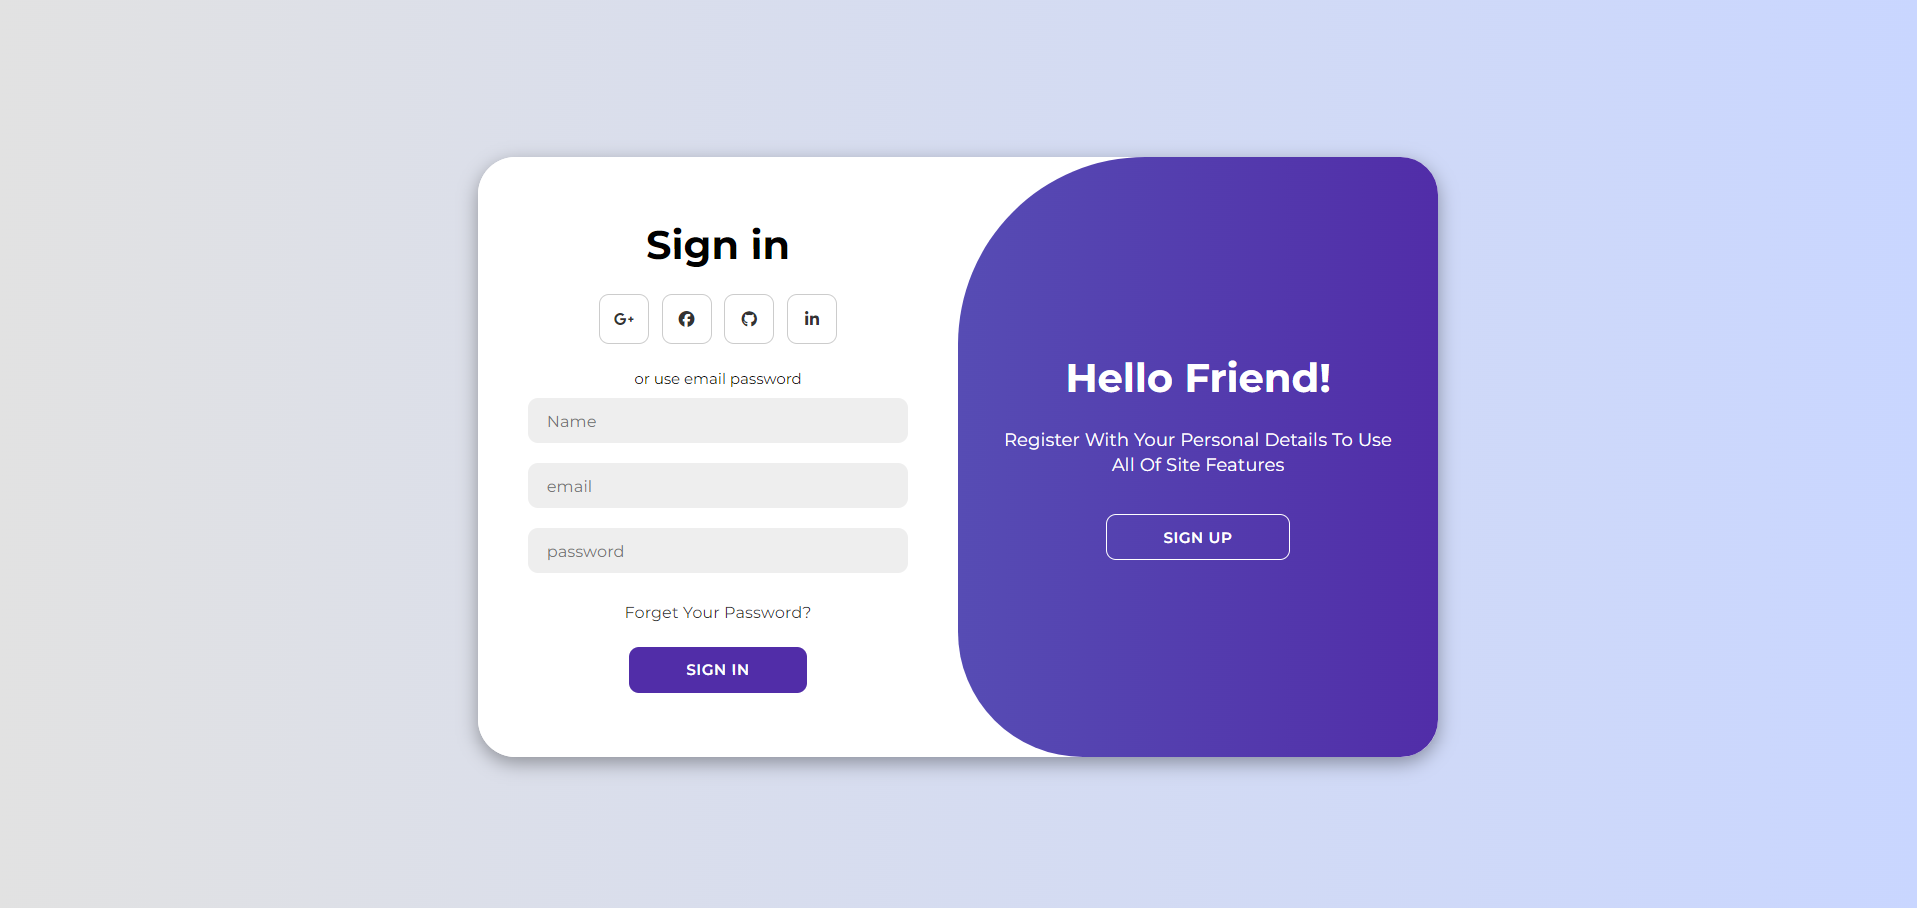 Sign in
G+
in
or use email password
Name
email
password
Forget Your Password?
SIGN IN
Hello Friend!
Register With Your Personal Details To Use
All Of Site Features
SIGN UP